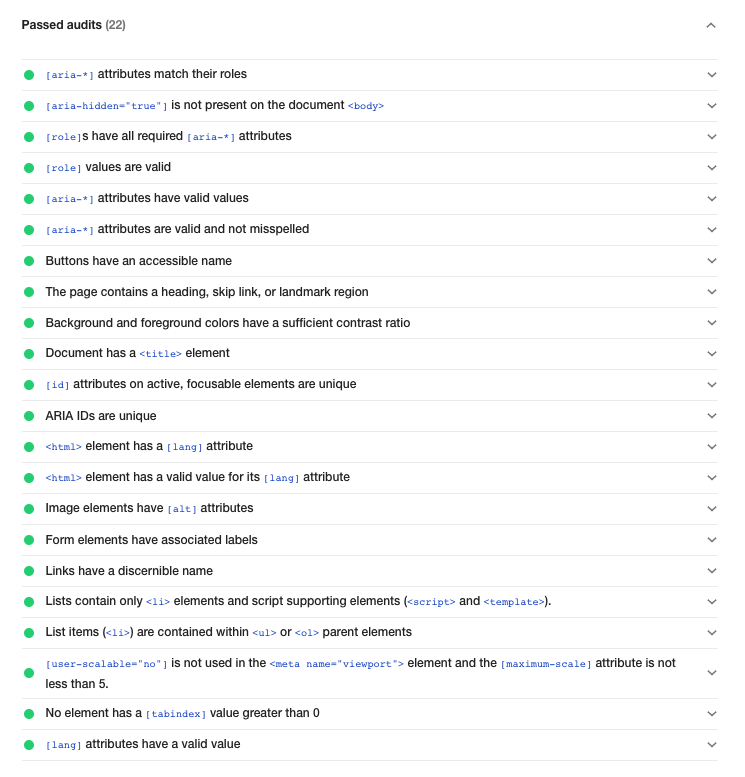 Passed audits (22)
[aria-*] attributes match their roles
[aria-hidden="true"] is not present on the document <body>
[role]s have all required [aria-*] attributes
[role] values are valid
[aria-*] attributes have valid values
[aria-*] attributes are valid and not misspelled
Buttons have an accessible name
The page contains a heading, skip link, or landmark region
Background and foreground colors have a sufficient contrast ratio
Document has a <title> element
[id] attributes on active, focusable elements are unique
ARIA IDs are unique
<html> element has a [lang] attribute
<html> element has a valid value for its [lang] attribute
Image elements have [alt] attributes
Form elements have associated labels
Links have a discernible name
Lists contain only <li> elements and script supporting elements (<script> and <template>).
List items (<li>) are contained within <ul> or <ol> parent elements
[user-scalable="no"] is not used in the <meta name="viewport"> element and the [maximum-scale] attribute is not
less than 5.
No element has a [tabindex] value greater than 0
[lang] attributes have a valid value